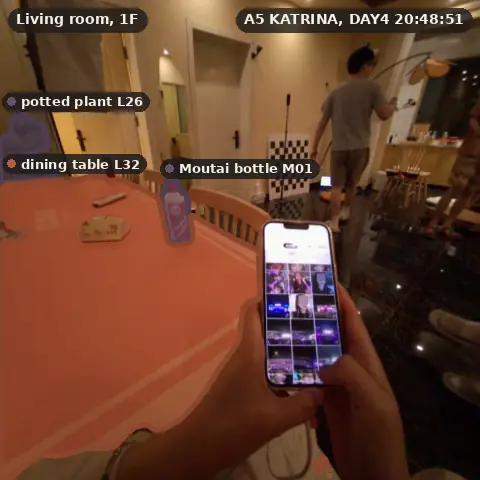 Living room, 1F
A5 KATRINA, DAY4 20:48:51
potted plant L26
dining table L32
Moutai bottle M01